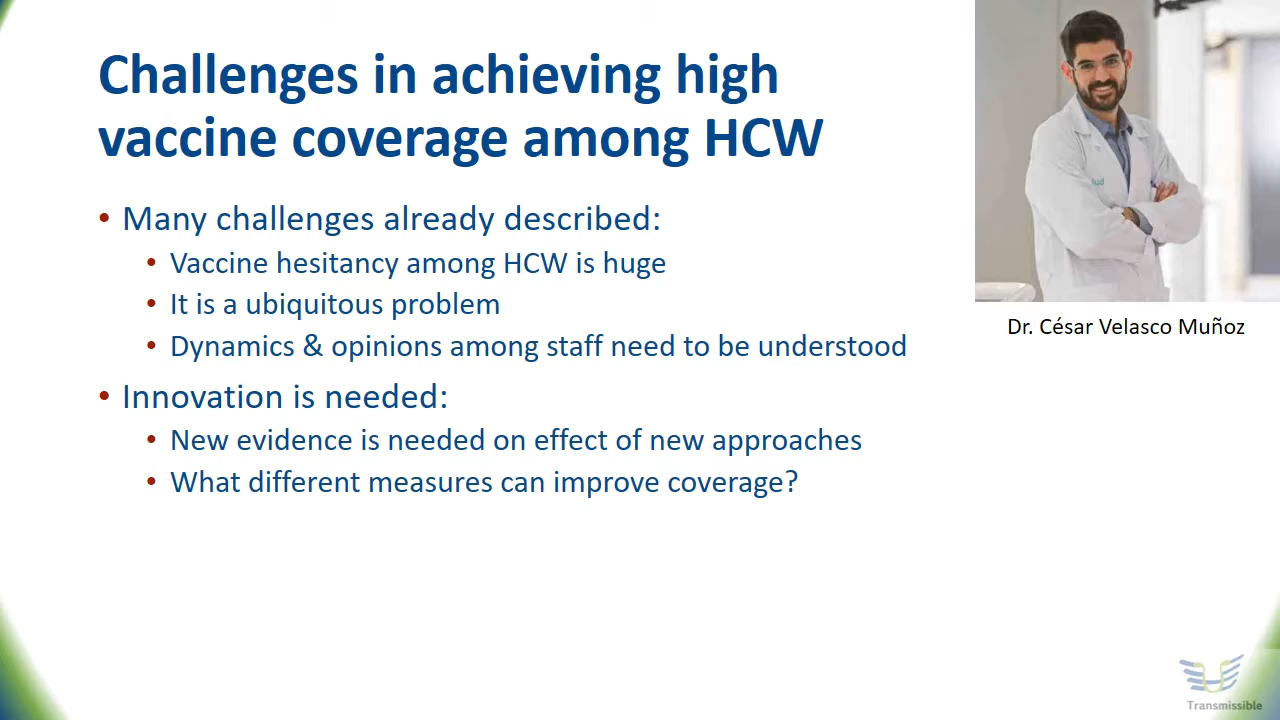 Challenges in achieving high
vaccine coverage among HCW
• Many challenges already described:
• Vaccine hesitancy among HCW is huge
• It is a ubiquitous problem
• Dynamics & opinions among staff need to be understood
• Innovation is needed:
• New evidence is needed on effect of new approaches
• What different measures can improve coverage?
lud
Dr. César Velasco Muñoz
Transmissible